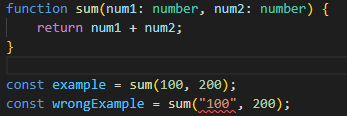 function sum(num1: number, num2: number) {
    return num1 + num2;
}
const example = sum(100, 200);
const wrongExample = sum("100", 200);